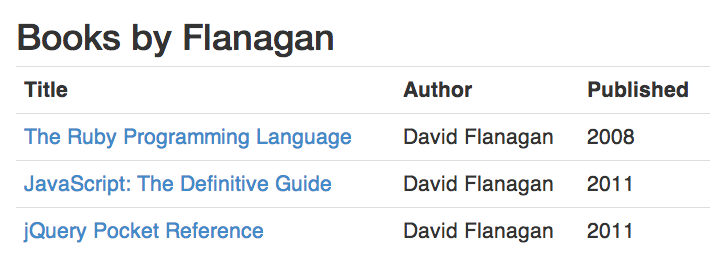 Books by Flanagan
Title Author Published
The Ruby Programming Language David Flanagan 2008
JavaScript: The Definitive Guide David Flanagan 2011
jQuery Pocket Reference David Flanagan 2011